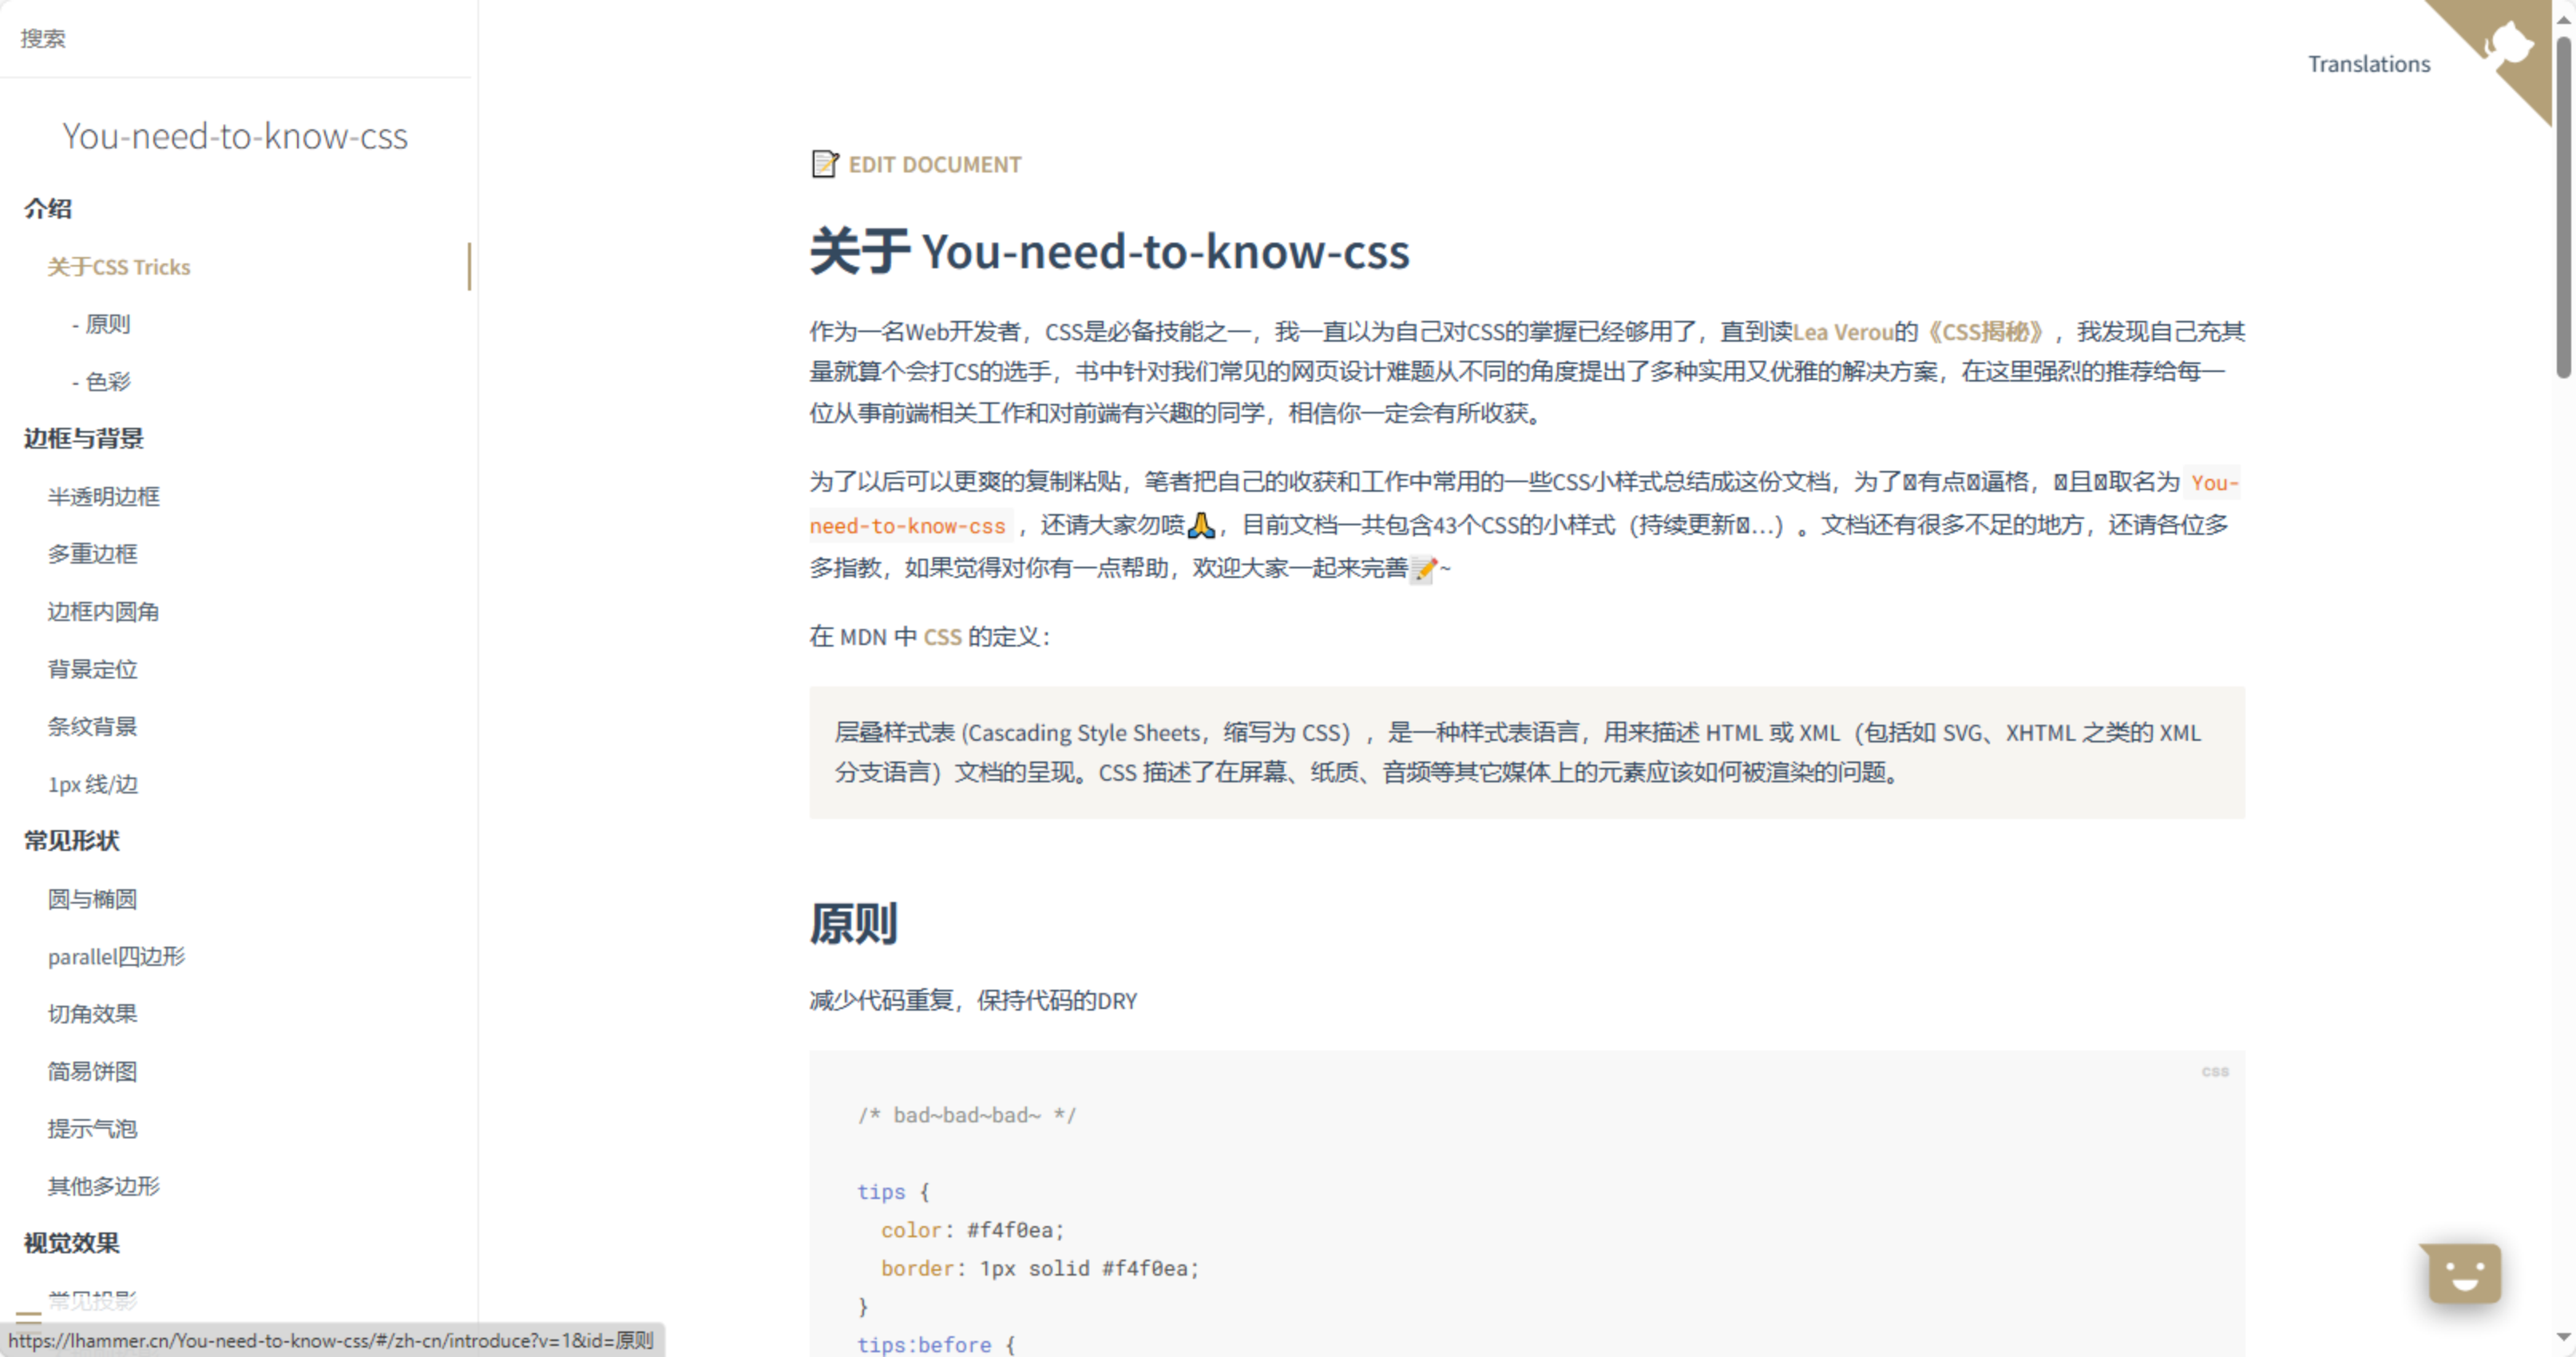 搜索
You-need-to-know-css
介绍
关于CSS Tricks
- 原则
- 色彩
边框与背景
半透明边框
多重边框
边框内圆角
背景定位
条纹背景
1px 线/边
常见形状
圆与椭圆
parallel四边形
切角效果
简易饼图
提示气泡
其他多边形
视觉效果
常见投影
https://lhammer.cn/You-need-to-know-css/#/zh-cn/introduce?v=1&id=原则
Translations
📝 EDIT DOCUMENT
关于 You-need-to-know-css
作为一名Web开发者，CSS是必备技能之一，我一直以为自己对CSS的掌握已经够用了，直到读Lea Verou的《CSS揭秘》，我发现自己充其
量就算个会打CS的选手，书中针对我们常见的网页设计难题从不同的角度提出了多种实用又优雅的解决方案，在这里强烈的推荐给每一
位从事前端相关工作和对前端有兴趣的同学，相信你一定会有所收获。
为了以后可以更爽的复制粘贴，笔者把自己的收获和工作中常用的一些CSS小样式总结成这份文档，为了有点逼格，且取名为 You-
need-to-know-css ，还请大家勿喷🙏，目前文档一共包含43个CSS的小样式（持续更新...）。文档还有很多不足的地方，还请各位多
多指教，如果觉得对你有一点帮助，欢迎大家一起来完善📝~
在 MDN 中 CSS 的定义：
层叠样式表 (Cascading Style Sheets，缩写为 CSS），是一种样式表语言，用来描述 HTML 或 XML（包括如 SVG、XHTML 之类的 XML
分支语言）文档的呈现。CSS 描述了在屏幕、纸质、音频等其它媒体上的元素应该如何被渲染的问题。
原则
减少代码重复，保持代码的DRY
css
/* bad~bad~bad~ */
tips {
color: #f4f0ea;
border: 1px solid #f4f0ea;
}
tips:before {